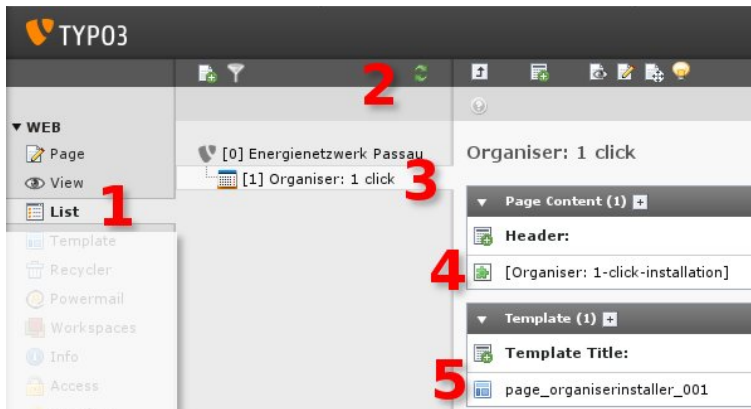 TYPO3
2
WEB
Page
View
List
1
Template
Recycler
Powermail
Workspaces
Info
Access
[0] Energienetzwerk Passau
[1] Organiser: 1 click
3
Organiser: 1 click
Page Content (1)
Header:
4
[Organiser: 1-click-installation]
Template (1)
Template Title:
5
page_organiserinstaller_001